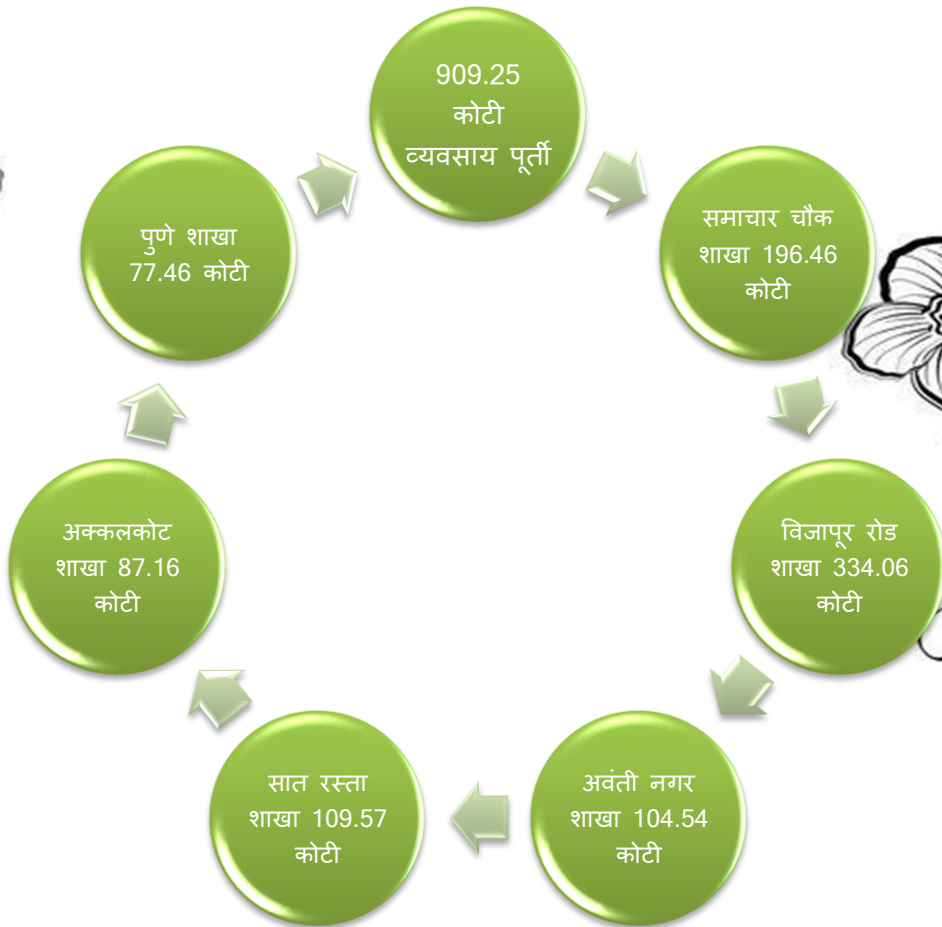 909.25
कोटी
व्यवसाय पूर्ती
समाचार चौक
शाखा 196.46
कोटी
विजापूर रोड
शाखा 334.06
कोटी
अवंती नगर
शाखा 104.54
कोटी
सात रस्ता
शाखा 109.57
कोटी
अक्कलकोट
शाखा 87.16
कोटी
पुणे शाखा
77.46 कोटी